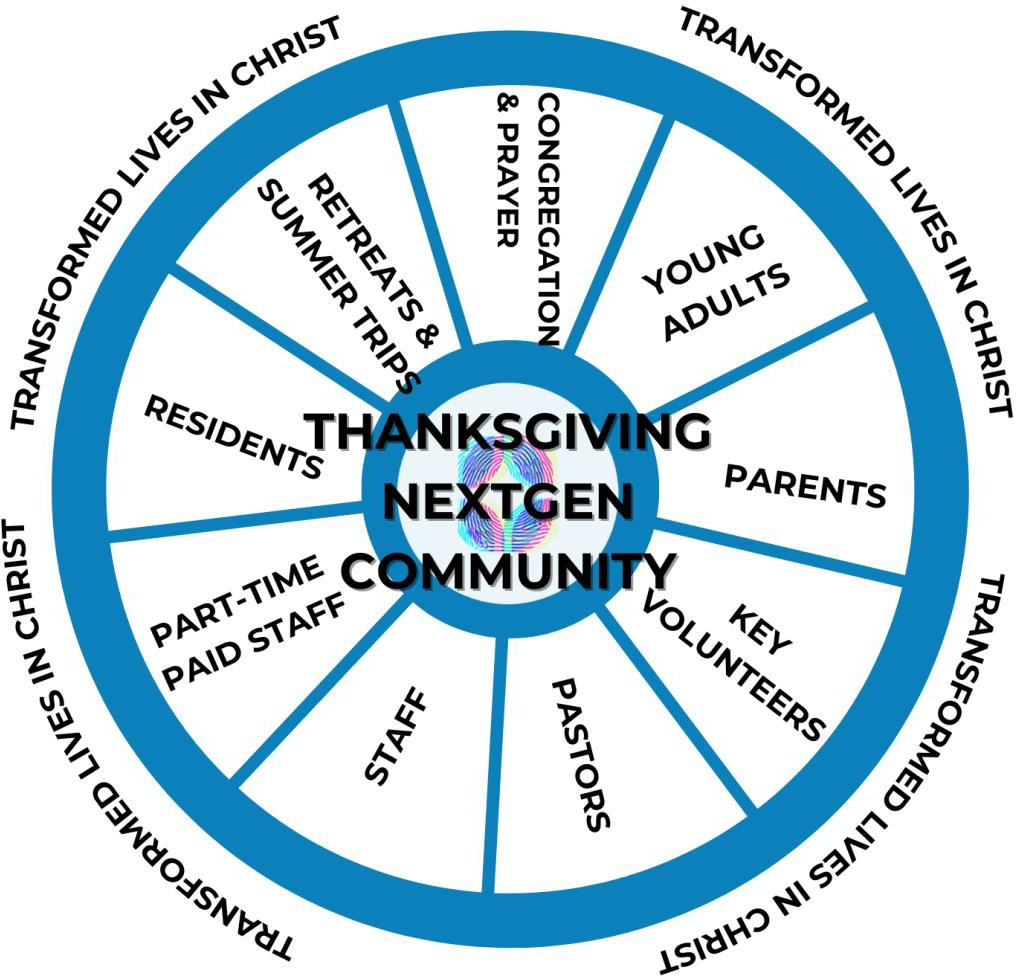 TRANSFORMED LIVES IN CHRIST
TRANSFORMED LIVES IN CHRIST
CONGREGATION
& PRAYER
YOUNG
ADULTS
PARENTS
KEY
VOLUNTEERS
PASTORS
STAFF
PART-TIME
PAID STAFF
RESIDENTS
RETREATS &
SUMMER TRIPS
THANKSGIVING
NEXTGEN
COMMUNITY
TRANSFORMED LIVES IN CHRIST
TRANSFORMED LIVES IN CHRIST